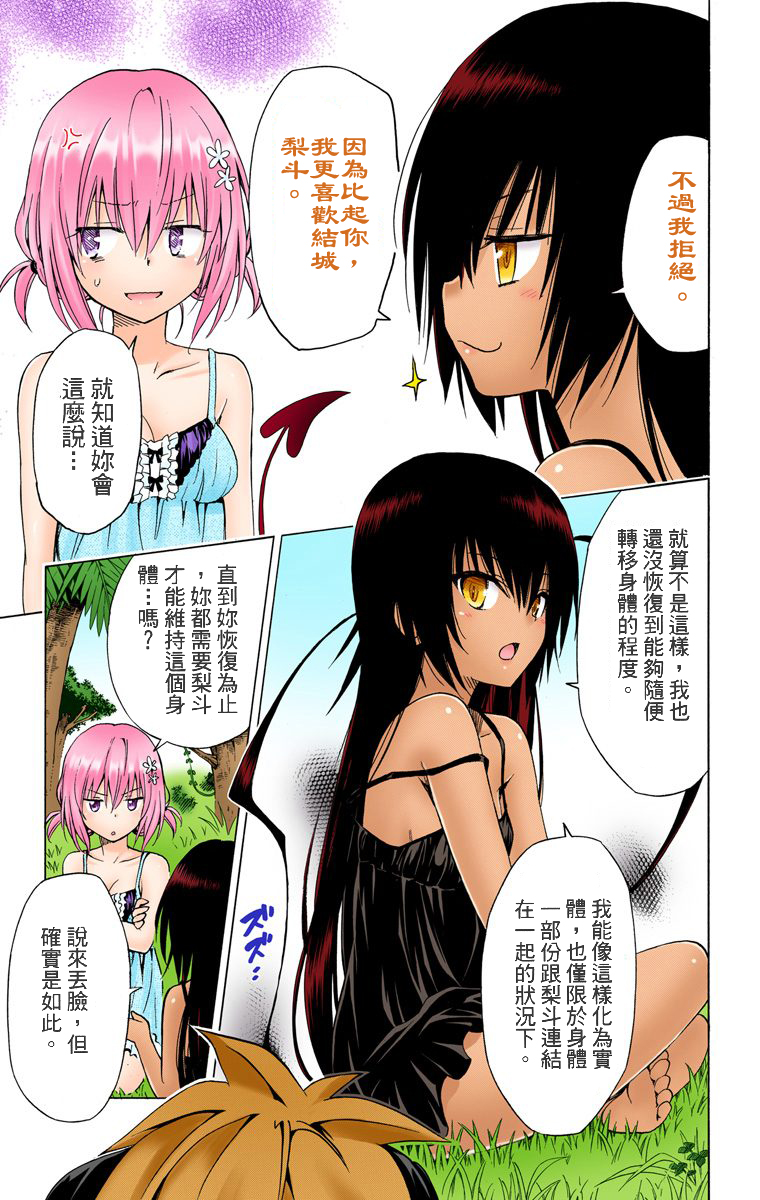 不過我拒絕。
因為比起你，
我更喜歡結城
梨斗。
就知道妳會
這麼說…
就算不是這樣，我也
還沒恢復到能夠隨便
轉移身體的程度。
我能像這樣化為實
體，也僅限於身體
一部份跟梨斗連結
在一起的狀況下。
ズズ…
直到妳恢復為止
，妳都需要梨斗
才能維持這個身
體…嗎？
說來丟臉，但
確實是如此。